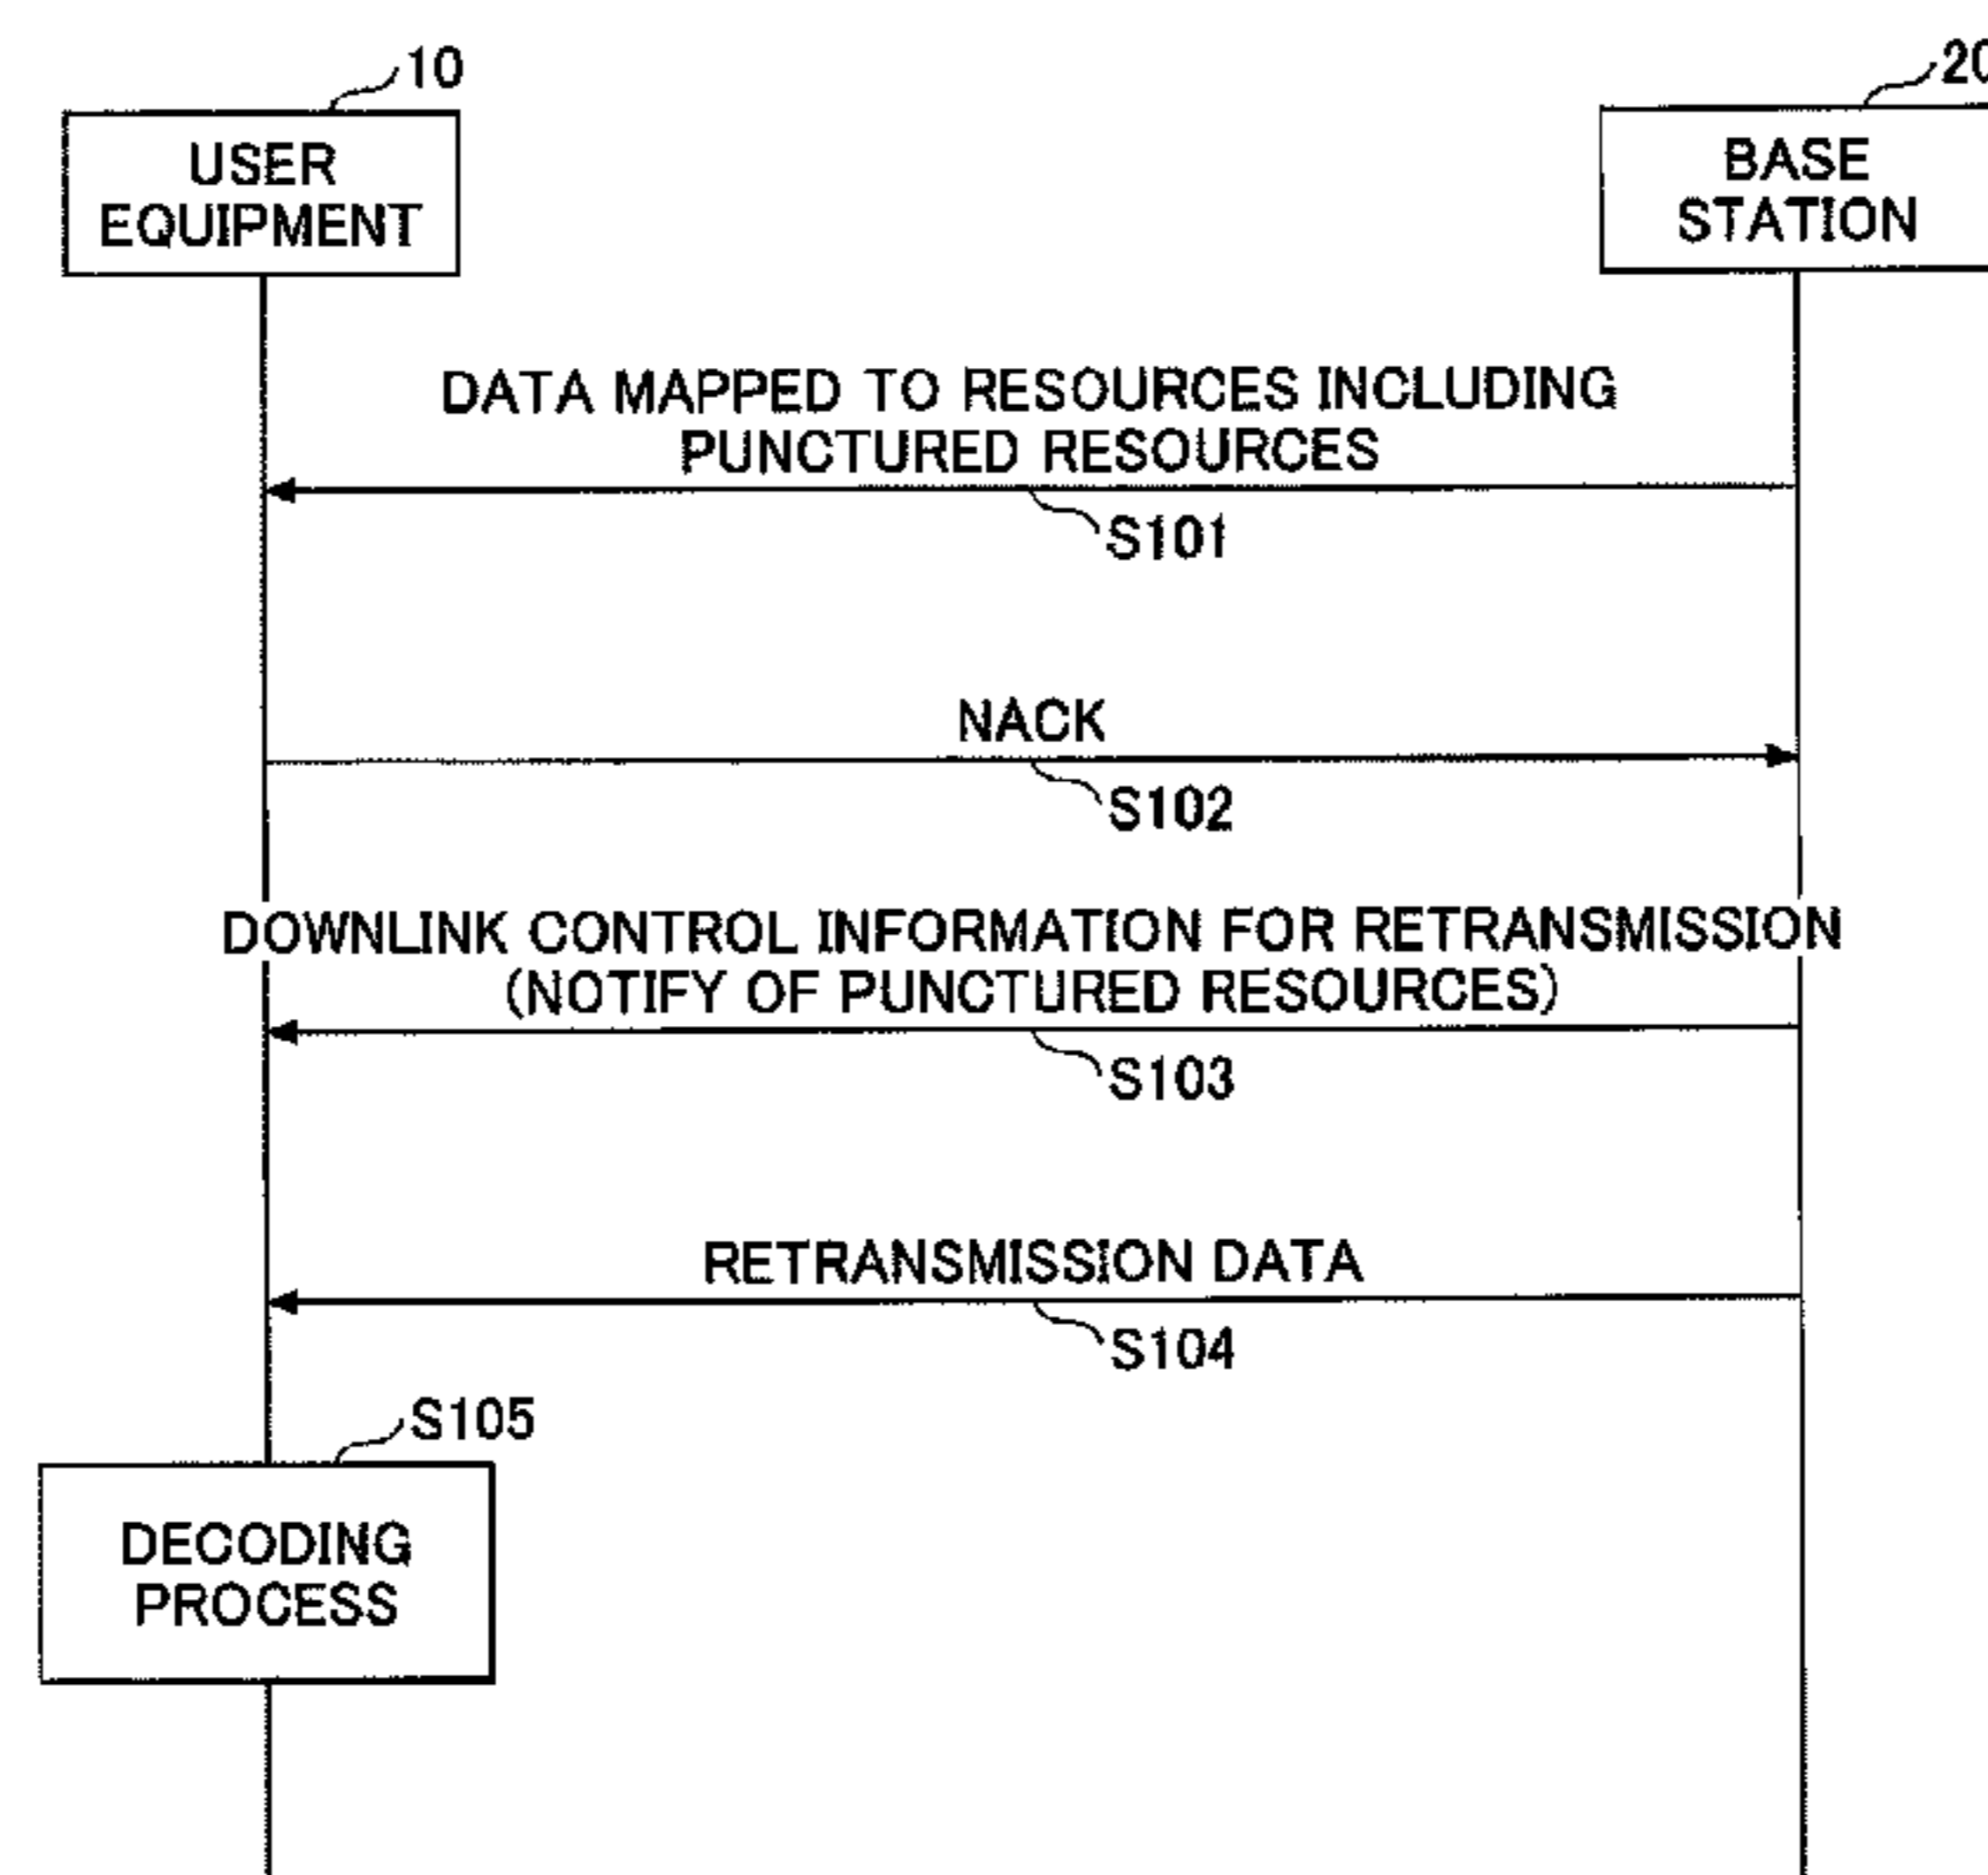 10
20
USER
EQUIPMENT
BASE
STATION
DATA MAPPED TO RESOURCES INCLUDING
PUNCTURED RESOURCES
S101
NACK
S102
DOWNLINK CONTROL INFORMATION FOR RETRANSMISSION
(NOTIFY OF PUNCTURED RESOURCES)
S103
RETRANSMISSION DATA
S104
S105
DECODING
PROCESS